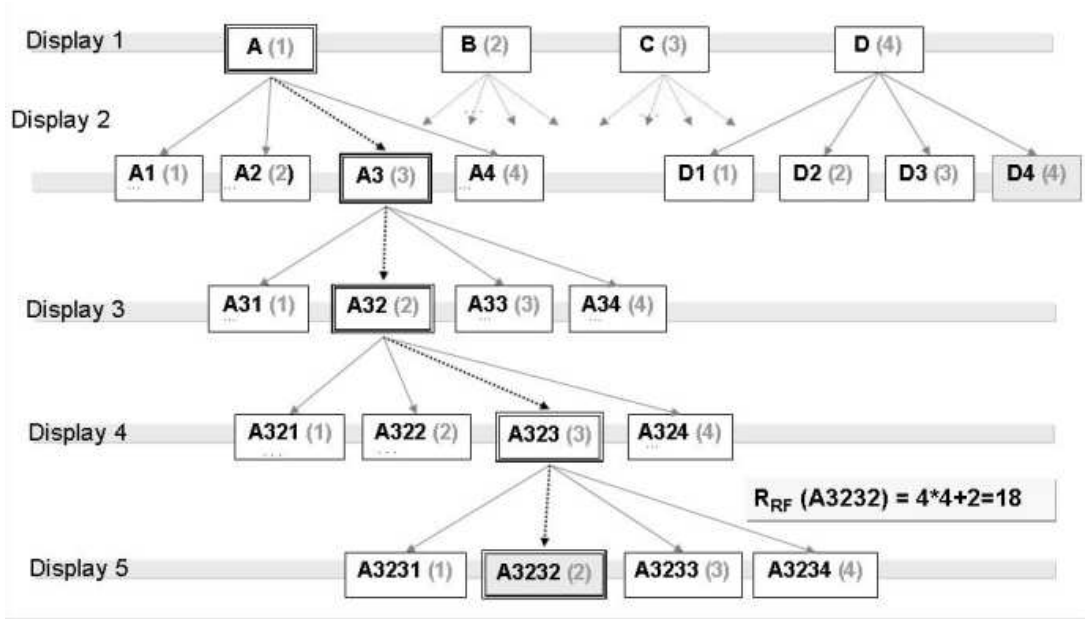 Display 1
A (1)
B (2)
C (3)
D (4)
...
...
Display 2
A1 (1)
...
A2 (2)
...
A3 (3)
A4 (4)
...
D1 (1)
D2 (2)
D3 (3)
D4 (4)
Display 3
A31 (1)
...
A32 (2)
A33 (3)
...
A34 (4)
...
Display 4
A321 (1)
...
A322 (2)
...
A323 (3)
A324 (4)
...
R_RF (A3232) = 4*4+2=18
Display 5
A3231 (1)
A3232 (2)
A3233 (3)
A3234 (4)